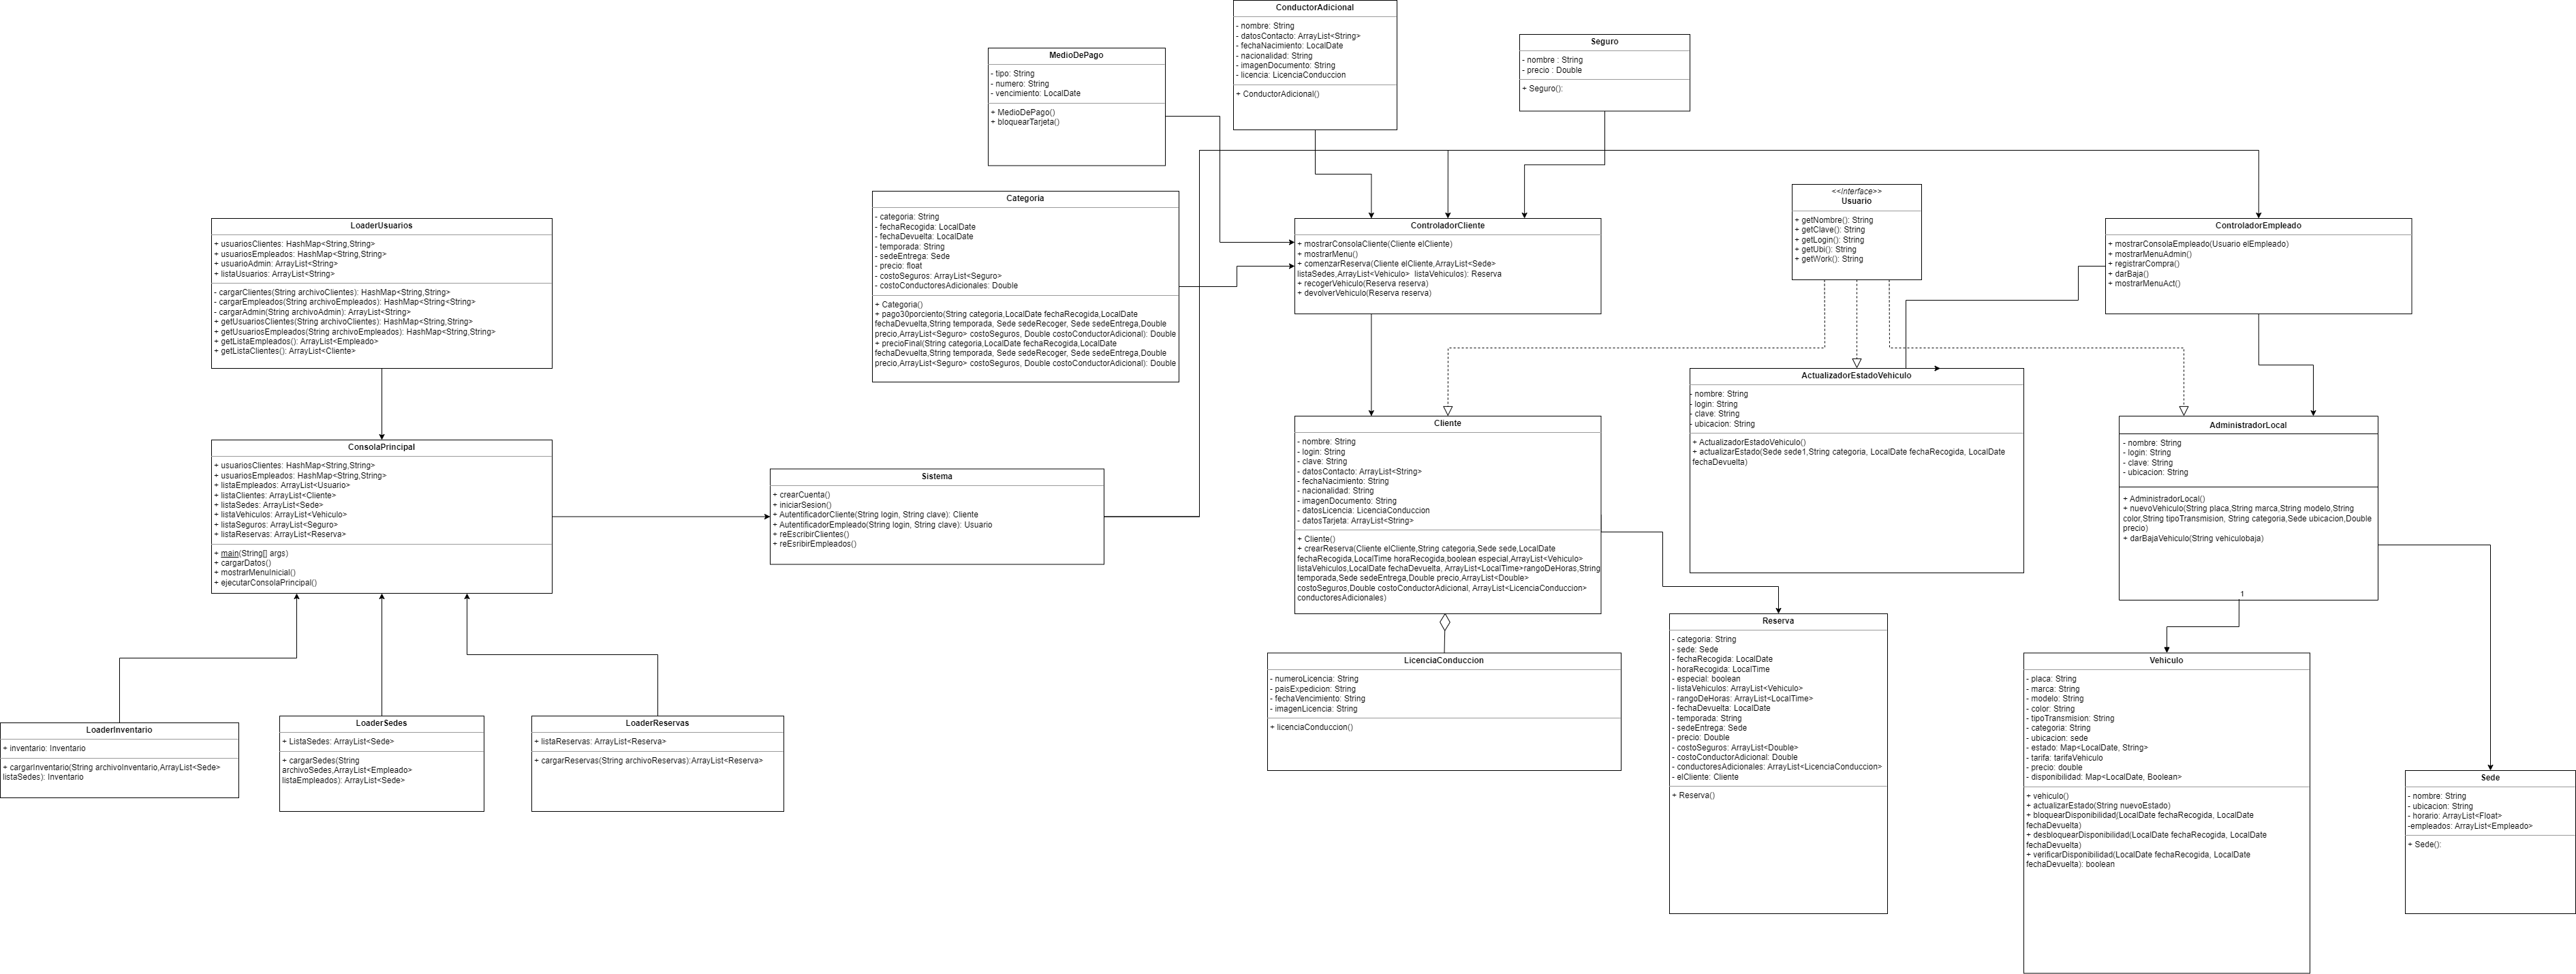 ConductorAdicional
- nombre: String
- datosContacto: ArrayList<String>
- fechaNacimiento: LocalDate
- nacionalidad: String
- imagenDocumento: String
- licencia: LicenciaConduccion
+ ConductorAdicional()
Seguro
- nombre : String
- precio : Double
+ Seguro():
MedioDePago
- tipo: String
- numero: String
- vencimiento: LocalDate
+ MedioDePago()
+ bloquearTarjeta()
Categoria
- categoria: String
- fechaRecogida: LocalDate
- fechaDevuelta: LocalDate
- temporada: String
- sedeEntrega: Sede
- precio: float
- costoSeguros: ArrayList<Seguro>
- costoConductoresAdicionales: Double
+ Categoria()
+ pago30porciento(String categoria,LocalDate fechaRecogida,LocalDate
fechaDevuelta,String temporada, Sede sedeRecoger, Sede sedeEntrega,Double
precio,ArrayList<Seguro> costoSeguros, Double costoConductorAdicional): Double
+ precioFinal(String categoria,LocalDate fechaRecogida,LocalDate
fechaDevuelta,String temporada, Sede sedeRecoger, Sede sedeEntrega,Double
precio,ArrayList<Seguro> costoSeguros, Double costoConductorAdicional): Double
<<interface>>
Usuario
+ getNombre(): String
+ getClave(): String
+ getLogin(): String
+ getUbi(): String
+ getWork(): String
LoaderUsuarios
+ usuariosClientes: HashMap<String,String>
+ usuariosEmpleados: HashMap<String,String>
+ usuarioAdmin: ArrayList<String>
+ listaUsuarios: ArrayList<String>
- cargarClientes(String archivoClientes): HashMap<String,String>
- cargarEmpleados(String archivoEmpleados): HashMap<String<String>
- cargarAdmin(String archivoAdmin): ArrayList<String>
+ getUsuariosClientes(String archivoClientes): HashMap<String,String>
+ getUsuariosEmpleados(String archivoEmpleados): HashMap<String,String>
+ getListaEmpleados(): ArrayList<Empleado>
+ getListaClientes(): ArrayList<Cliente>
ControladorCliente
+ mostrarConsolaCliente(Cliente elCliente)
+ mostrarMenu()
+ comenzarReserva(Cliente elCliente,ArrayList<Sede>
listaSedes,ArrayList<Vehiculo> listaVehiculos): Reserva
+ recogerVehiculo(Reserva reserva)
+ devolverVehiculo(Reserva reserva)
ControladorEmpleado
+ mostrarConsolaEmpleado(Usuario elEmpleado)
+ mostrarMenuAdmin()
+ registrarCompra()
+ darBaja()
+ mostrarMenuAct()
ActualizadorEstadoVehiculo
- nombre: String
- login: String
- clave: String
- ubicacion: String
+ ActualizadorEstadoVehiculo()
+ actualizarEstado(Sede sede1,String categoria, LocalDate fechaRecogida, LocalDate
fechaDevuelta)
Cliente
- nombre: String
- login: String
- clave: String
- datosContacto: ArrayList<String>
- fechaNacimiento: String
- nacionalidad: String
- imagenDocumento: String
- datosLicencia: LicenciaConduccion
- datosTarjeta: ArrayList<String>
+ Cliente()
+ crearReserva(Cliente elCliente,String categoria,Sede sede,LocalDate
fechaRecogida,LocalTime horaRecogida,boolean especial,ArrayList<Vehiculo>
listaVehiculos,LocalDate fechaDevuelta, ArrayList<LocalTime>rangoDeHoras,String
temporada,Sede sedeEntrega,Double precio,ArrayList<Double>
costoSeguros,Double costoConductorAdicional, ArrayList<LicenciaConduccion>
conductoresAdicionales)
AdministradorLocal
- nombre: String
- login: String
- clave: String
- ubicacion: String
+ AdministradorLocal()
+ nuevoVehiculo(String placa,String marca,String modelo,String
color,String tipoTransmision, String categoria,Sede ubicacion,Double
precio)
+ darBajaVehiculo(String vehiculobaja)
1
ConsolaPrincipal
+ usuariosClientes: HashMap<String,String>
+ usuariosEmpleados: HashMap<String,String>
+ listaEmpleados: ArrayList<Usuario>
+ listaClientes: ArrayList<Cliente>
+ listaSedes: ArrayList<Sede>
+ listaVehiculos: ArrayList<Vehiculo>
+ listaSeguros: ArrayList<Seguro>
+ listaReservas: ArrayList<Reserva>
+ main(String[] args)
+ cargarDatos()
+ mostrarMenuInicial()
+ ejecutarConsolaPrincipal()
Sistema
+ crearCuenta()
+ iniciarSesion()
+ AutentificadorCliente(String login, String clave): Cliente
+ AutentificadorEmpleado(String login, String clave): Usuario
+ reEscribirClientes()
+ reEsribirEmpleados()
Reserva
- categoria: String
- sede: Sede
- fechaRecogida: LocalDate
- horaRecogida: LocalTime
- especial: boolean
- listaVehiculos: ArrayList<Vehiculo>
- rangoDeHoras: ArrayList<LocalTime>
- fechaDevuelta: LocalDate
- temporada: String
- sedeEntrega: Sede
- precio: Double
- costoSeguros: ArrayList<Double>
- costoConductorAdicional: Double
- conductoresAdicionales: ArrayList<LicenciaConduccion>
- elCliente: Cliente
+ Reserva()
LicenciaConduccion
- numeroLicencia: String
- paisExpedicion: String
- fechaVencimiento: String
- imagenLicencia: String
+ licenciaConduccion()
Vehiculo
- placa: String
- marca: String
- modelo: String
- color: String
- tipoTransmision: String
- categoria: String
- ubicacion: sede
- estado: Map<LocalDate, String>
- tarifa: tarifaVehiculo
- precio: double
- disponibilidad: Map<LocalDate, Boolean>
+ vehiculo()
+ actualizarEstado(String nuevoEstado)
+ bloquearDisponibilidad(LocalDate fechaRecogida, LocalDate
fechaDevuelta)
+ desbloquearDisponibilidad(LocalDate fechaRecogida, LocalDate
fechaDevuelta)
+ verificarDisponibilidad(LocalDate fechaRecogida, LocalDate
fechaDevuelta): boolean
Sede
- nombre: String
- ubicacion: String
- horario: ArrayList<Float>
-empleados: ArrayList<Empleado>
+ Sede():
LoaderInventario
+ inventario: Inventario
+ cargarInventario(String archivoInventario,ArrayList<Sede>
listaSedes): Inventario
LoaderSedes
+ ListaSedes: ArrayList<Sede>
+ cargarSedes(String
archivoSedes,ArrayList<Empleado>
listaEmpleados): ArrayList<Sede>
LoaderReservas
+ listaReservas: ArrayList<Reserva>
+ cargarReservas(String archivoReservas):ArrayList<Reserva>